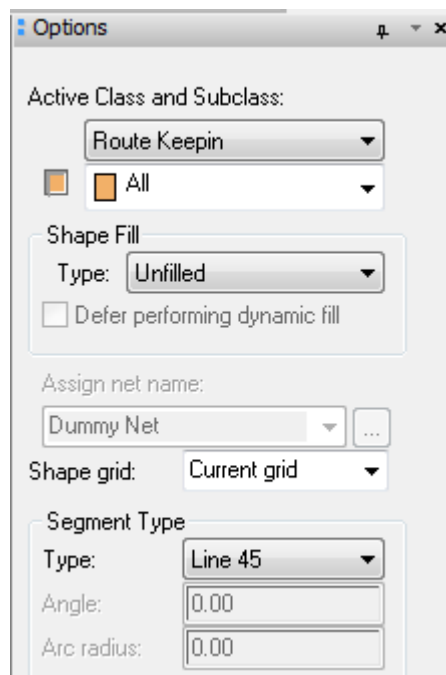 Options
Active Class and Subclass:
Route Keepin
All
Shape Fill
Type: Unfilled
Defer performing dynamic fill
Assign net name:
Dummy Net ...
Shape grid: Current grid
Segment Type
Type: Line 45
Angle: 0.00
Arc radius: 0.00